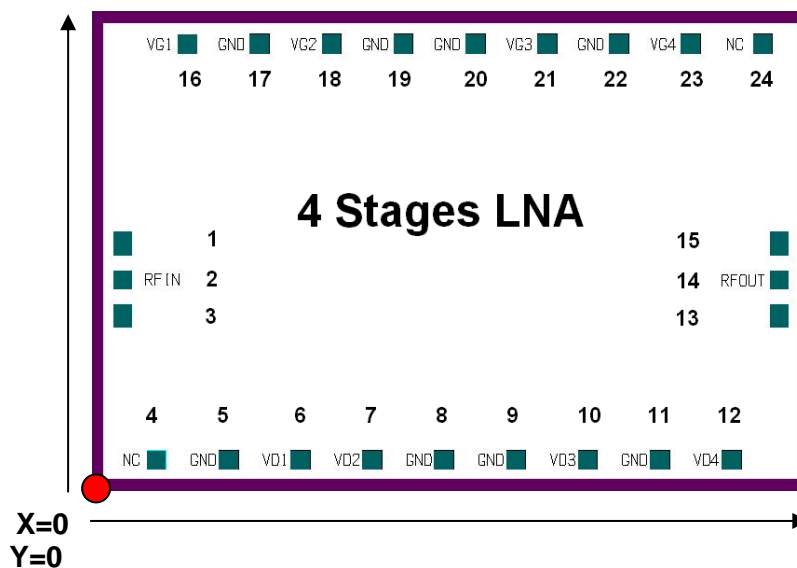 VG1 GND VG2 GND GND VG3 GND VG4 NC
16 17 18 19 20 21 22 23 24
4 Stages LNA
1 15
RFIN 2 14 RFOUT
3 13
4 5 6 7 8 9 10 11 12
NC GND VD1 VD2 GND GND VD3 GND VD4
X=0
Y=0